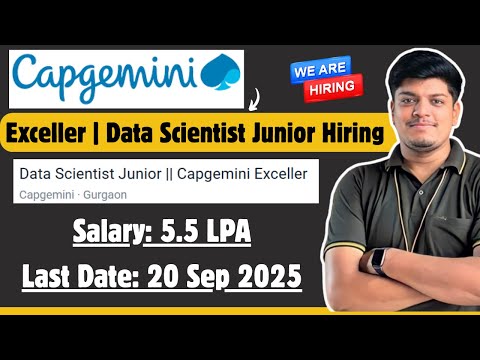 Capgemini
WE ARE
HIRING
Exceller | Data Scientist Junior Hiring
Data Scientist Junior || Capgemini Exceller
Capgemini · Gurgaon
Salary: 5.5 LPA
Last Date: 20 Sep 2025